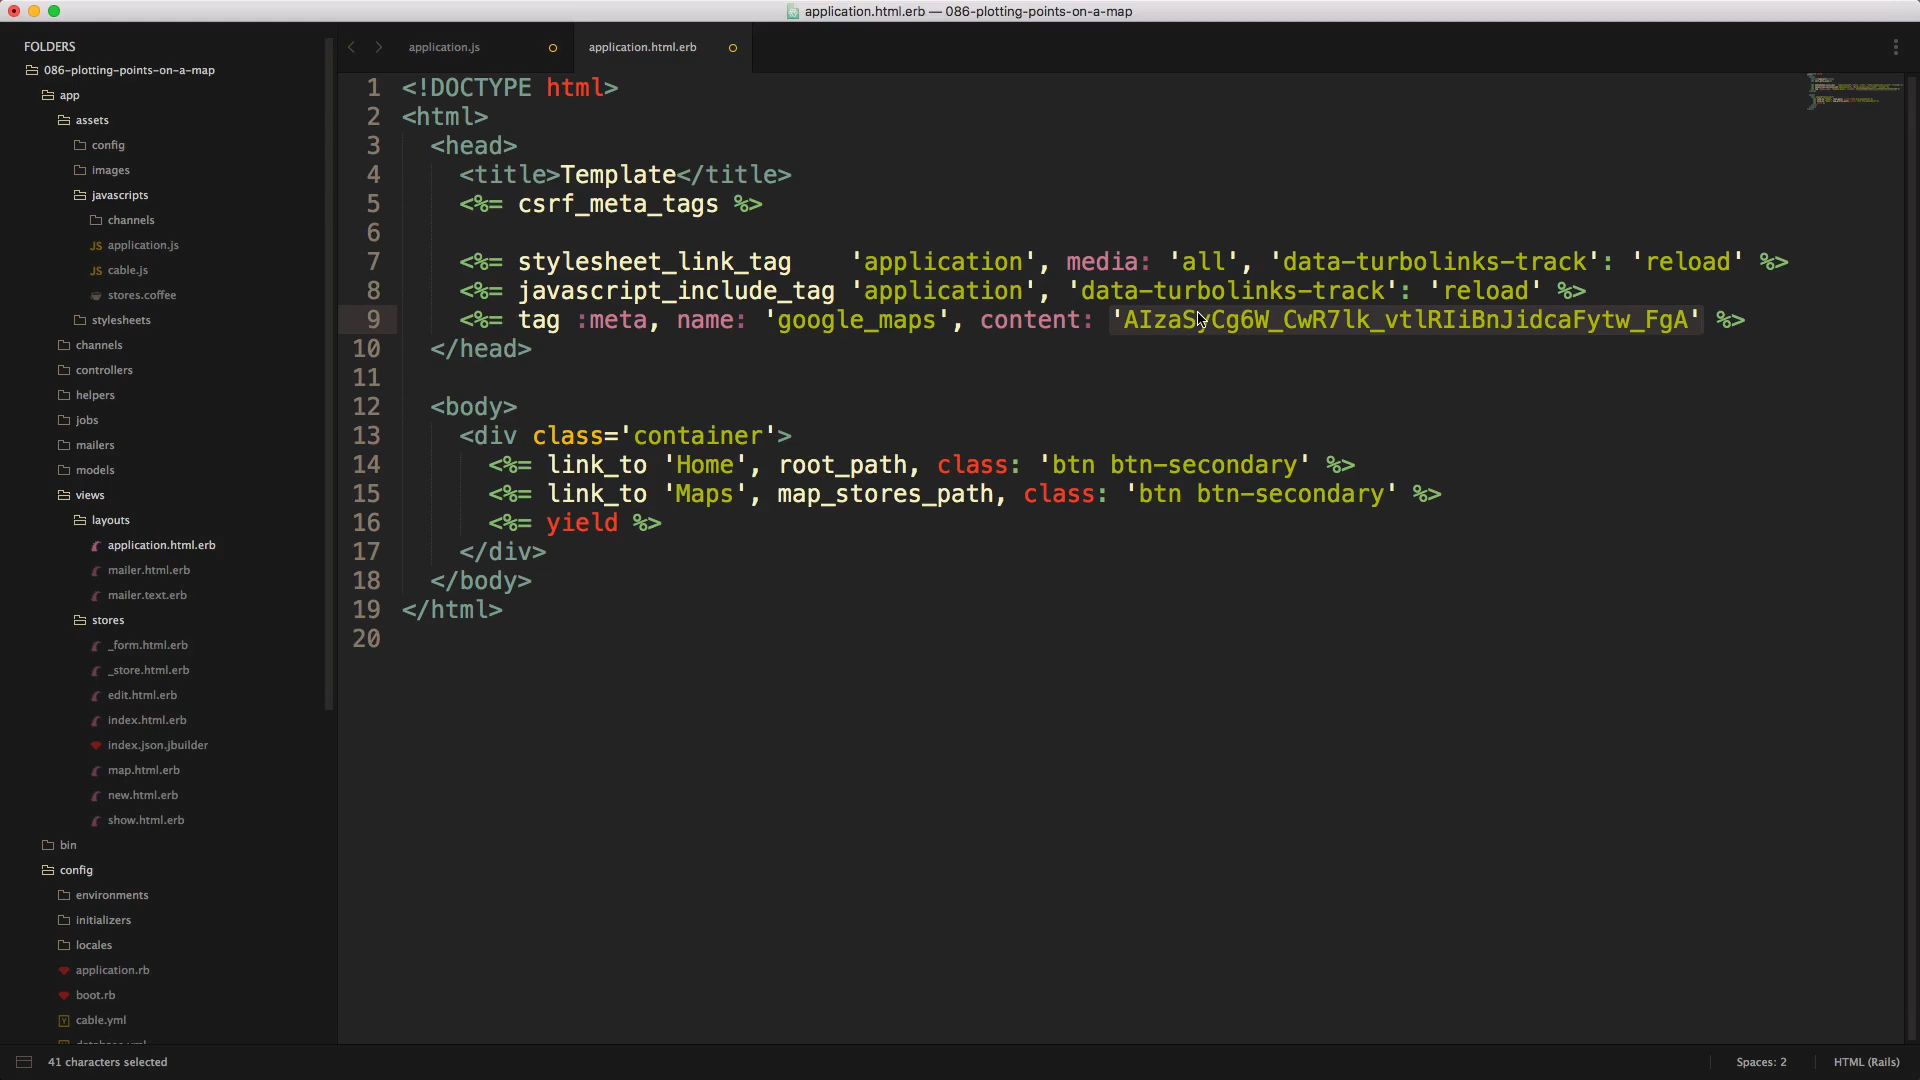 application.html.erb — 086-plotting-points-on-a-map
FOLDERS
086-plotting-points-on-a-map
app
assets
config
images
javascripts
channels
application.js
cable.js
stores.coffee
stylesheets
channels
controllers
helpers
jobs
mailers
models
views
layouts
application.html.erb
mailer.html.erb
mailer.text.erb
stores
_form.html.erb
_store.html.erb
edit.html.erb
index.html.erb
index.json.jbuilder
map.html.erb
new.html.erb
show.html.erb
bin
config
environments
initializers
locales
application.rb
boot.rb
cable.yml
application.js
application.html.erb
1 <!DOCTYPE html>
2 <html>
3 <head>
4 <title>Template</title>
5 <%= csrf_meta_tags %>
6
7 <%= stylesheet_link_tag 'application', media: 'all', 'data-turbolinks-track': 'reload' %>
8 <%= javascript_include_tag 'application', 'data-turbolinks-track': 'reload' %>
9 <%= tag :meta, name: 'google_maps', content: 'AIzaSyCg6W_CwR7lk_vtlRIiBnJidcaFytw_FgA' %>
10 </head>
11
12 <body>
13 <div class='container'>
14 <%= link_to 'Home', root_path, class: 'btn btn-secondary' %>
15 <%= link_to 'Maps', map_stores_path, class: 'btn btn-secondary' %>
16 <%= yield %>
17 </div>
18 </body>
19 </html>
20
41 characters selected
Spaces: 2
HTML (Rails)